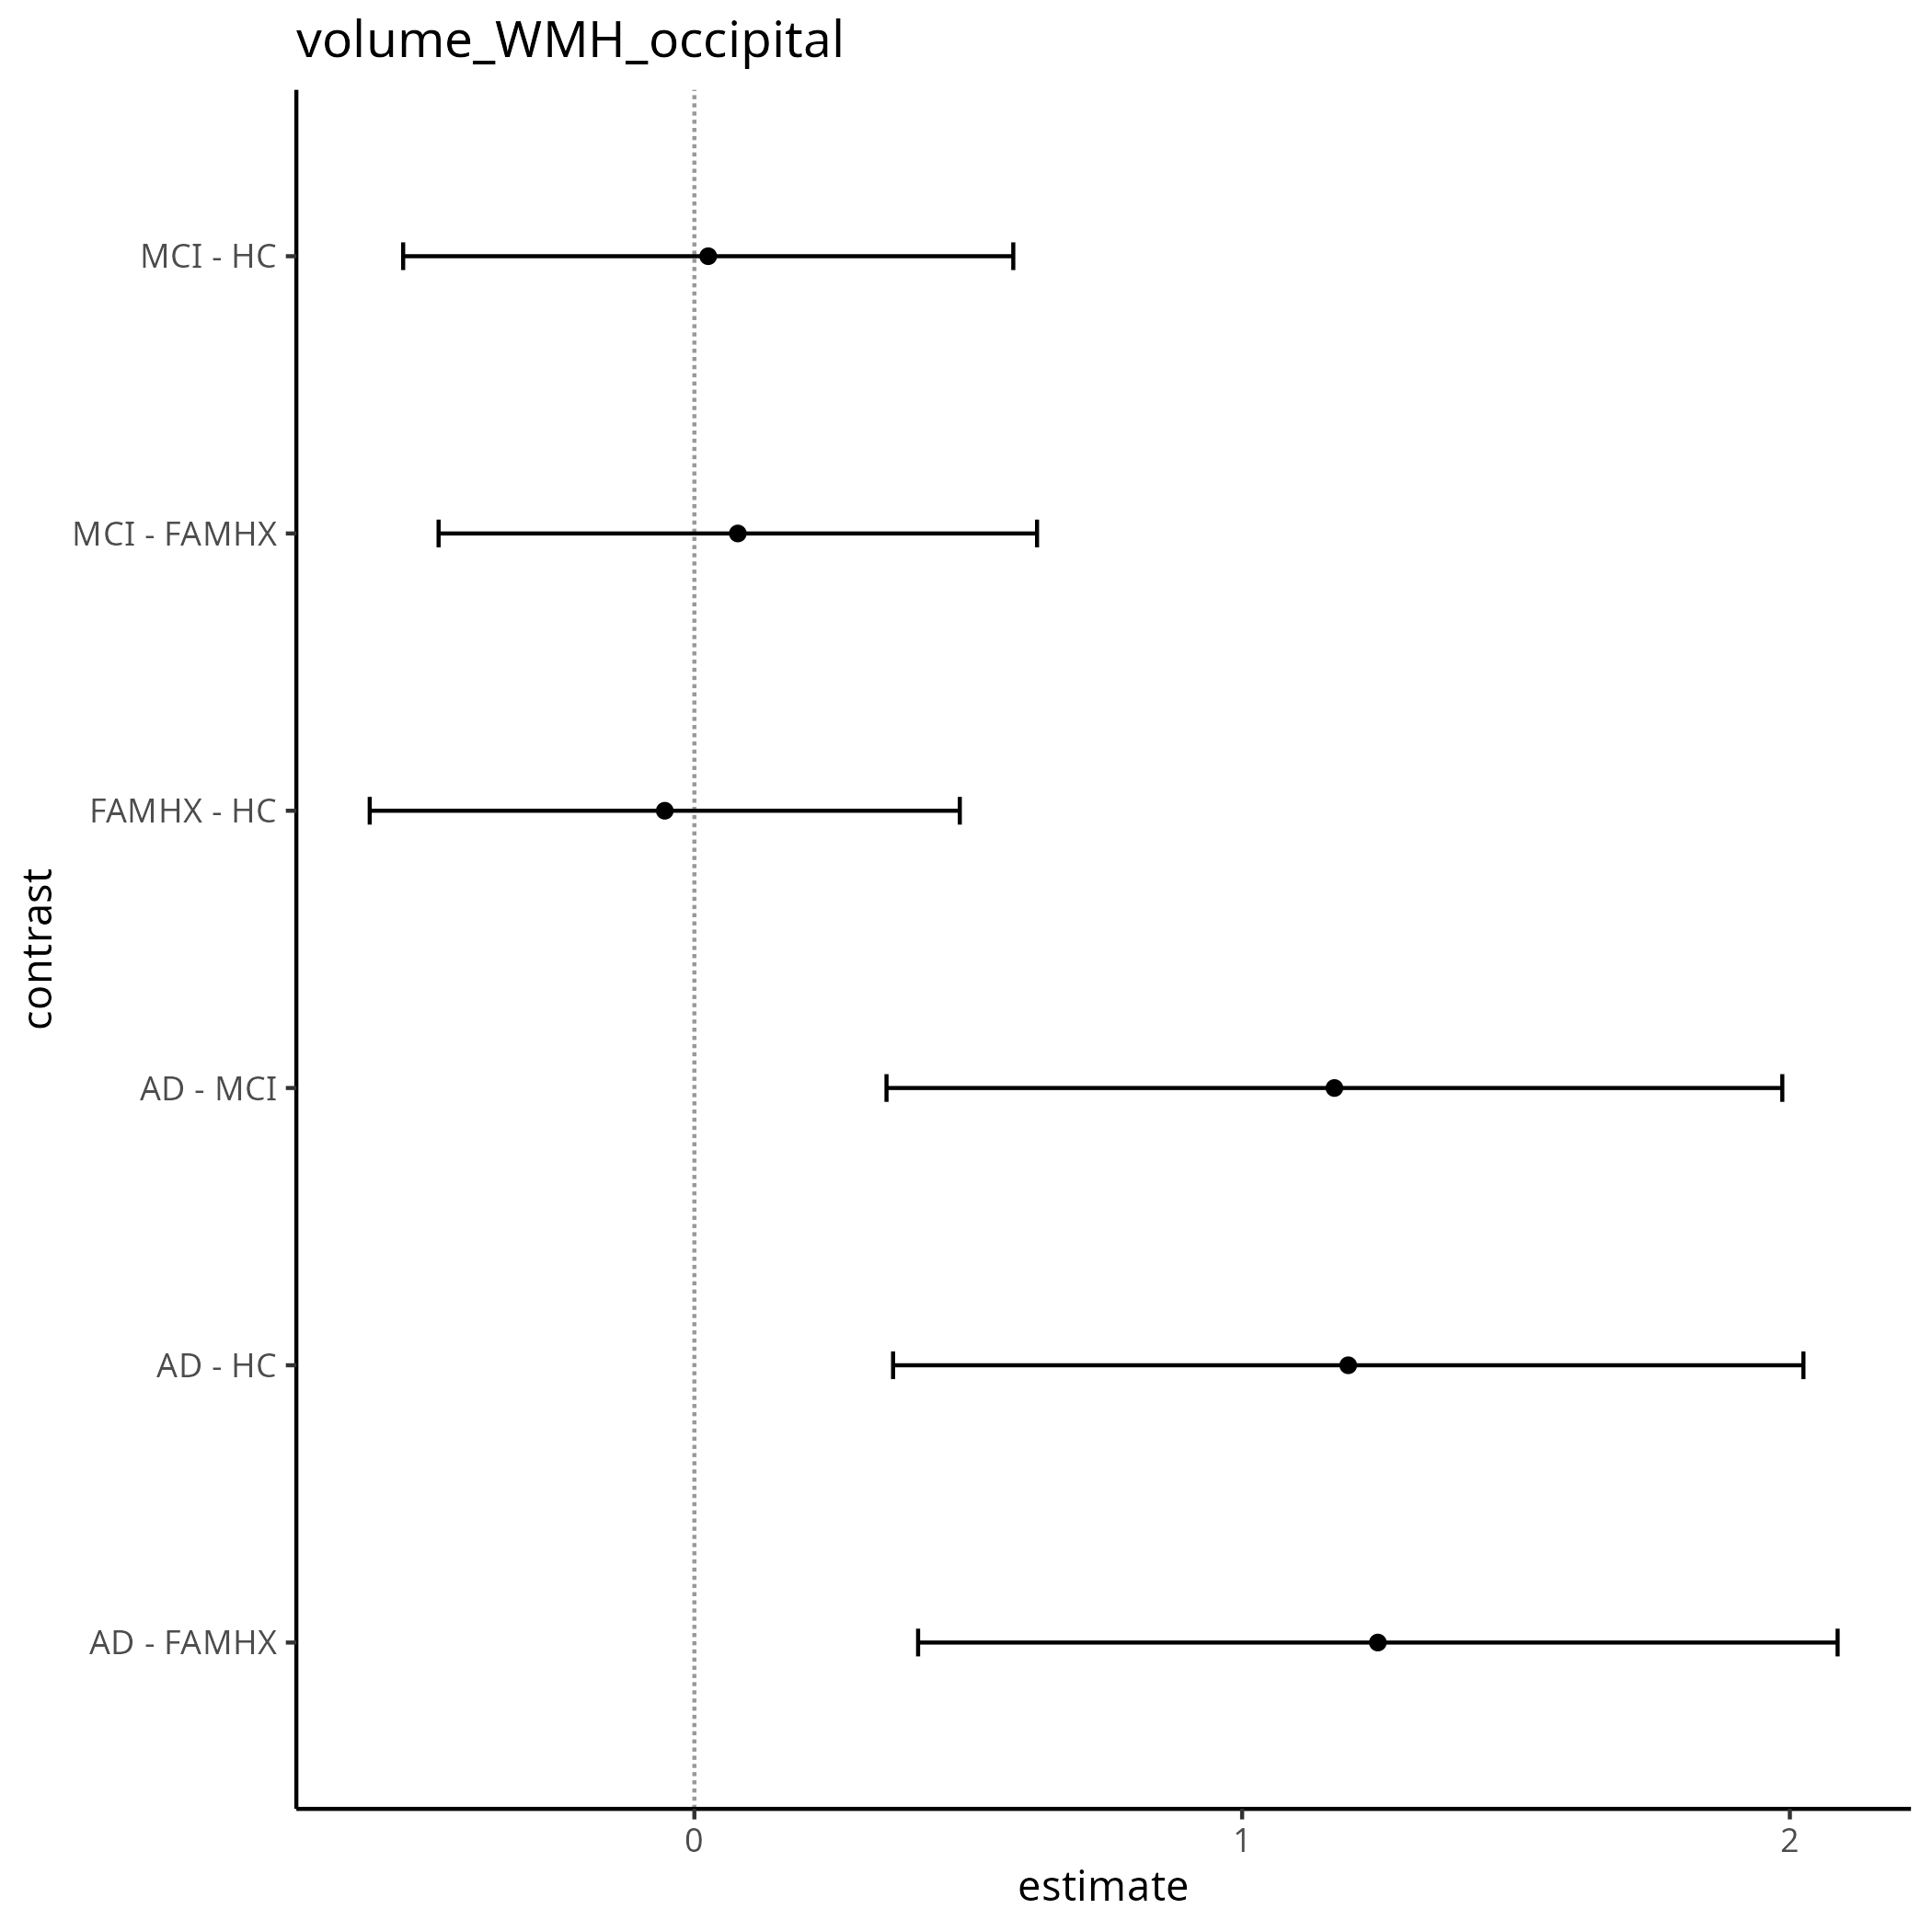 volume_WMH_occipital
MCI - HC
MCI - FAMHX
FAMHX - HC
AD - MCI
AD - HC
AD - FAMHX
contrast
0 1 2
estimate